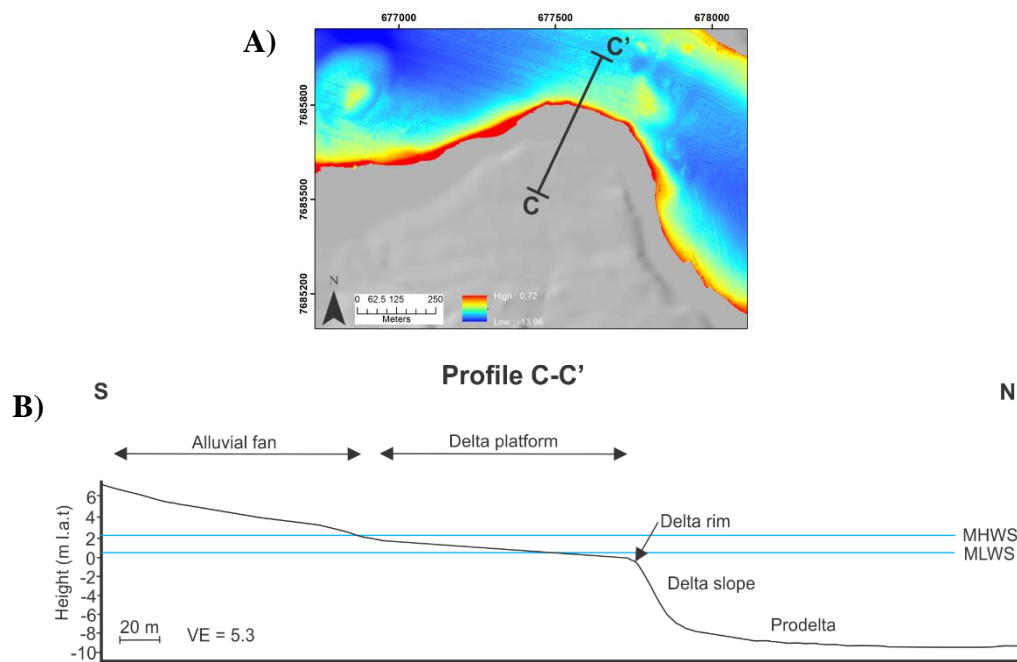 A)
677000 677500 678000
7685800
7685500
7685200
C'
C
N
0 62.5 125 250
Meters
High : 0.72
Low : -13.96
Profile C-C'
S N
B)
Alluvial fan Delta platform
Height (m l.a.t)
6
4
2
0
-2
-4
-6
-8
-10
Delta rim
MHWS
MLWS
Delta slope
Prodelta
20 m VE = 5.3